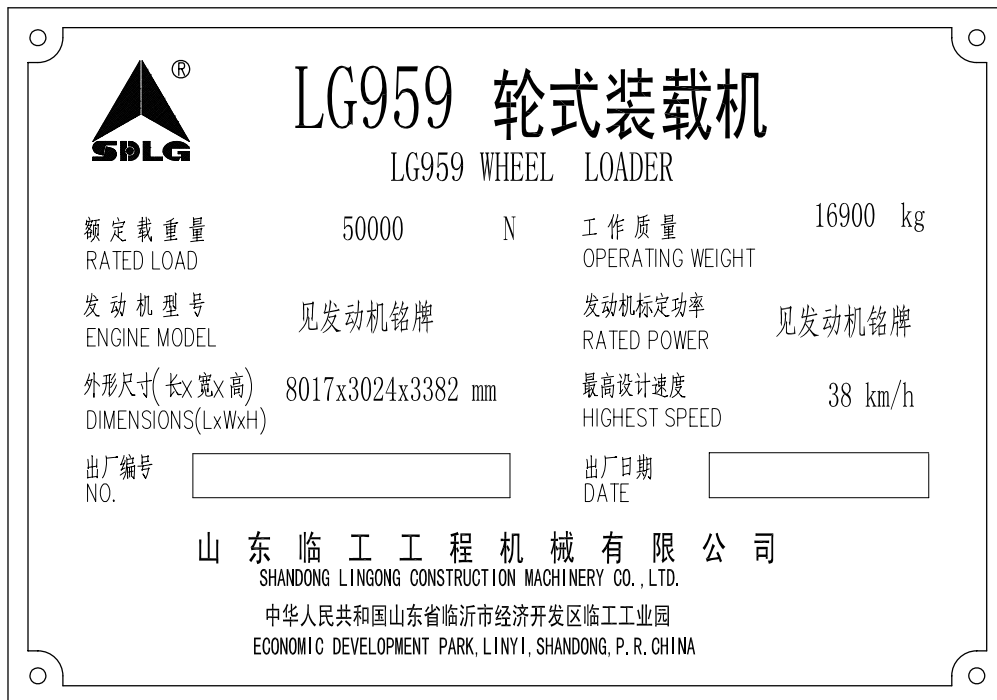 ®
SDLG
LG959 轮式装载机
LG959 WHEEL LOADER
额定载重量 50000 N 工作质量 16900 kg
RATED LOAD OPERATING WEIGHT
发动机型号 见发动机铭牌 发动机标定功率 见发动机铭牌
ENGINE MODEL RATED POWER
外形尺寸(长x宽x高) 8017x3024x3382 mm 最高设计速度 38 km/h
DIMENSIONS(LxWxH) HIGHEST SPEED
出厂编号 出厂日期
NO. DATE
山东临工工程机械有限公司
SHANDONG LINGONG CONSTRUCTION MACHINERY CO.,LTD.
中华人民共和国山东省临沂市经济开发区临工工业园
ECONOMIC DEVELOPMENT PARK,LINYI,SHANDONG,P.R.CHINA